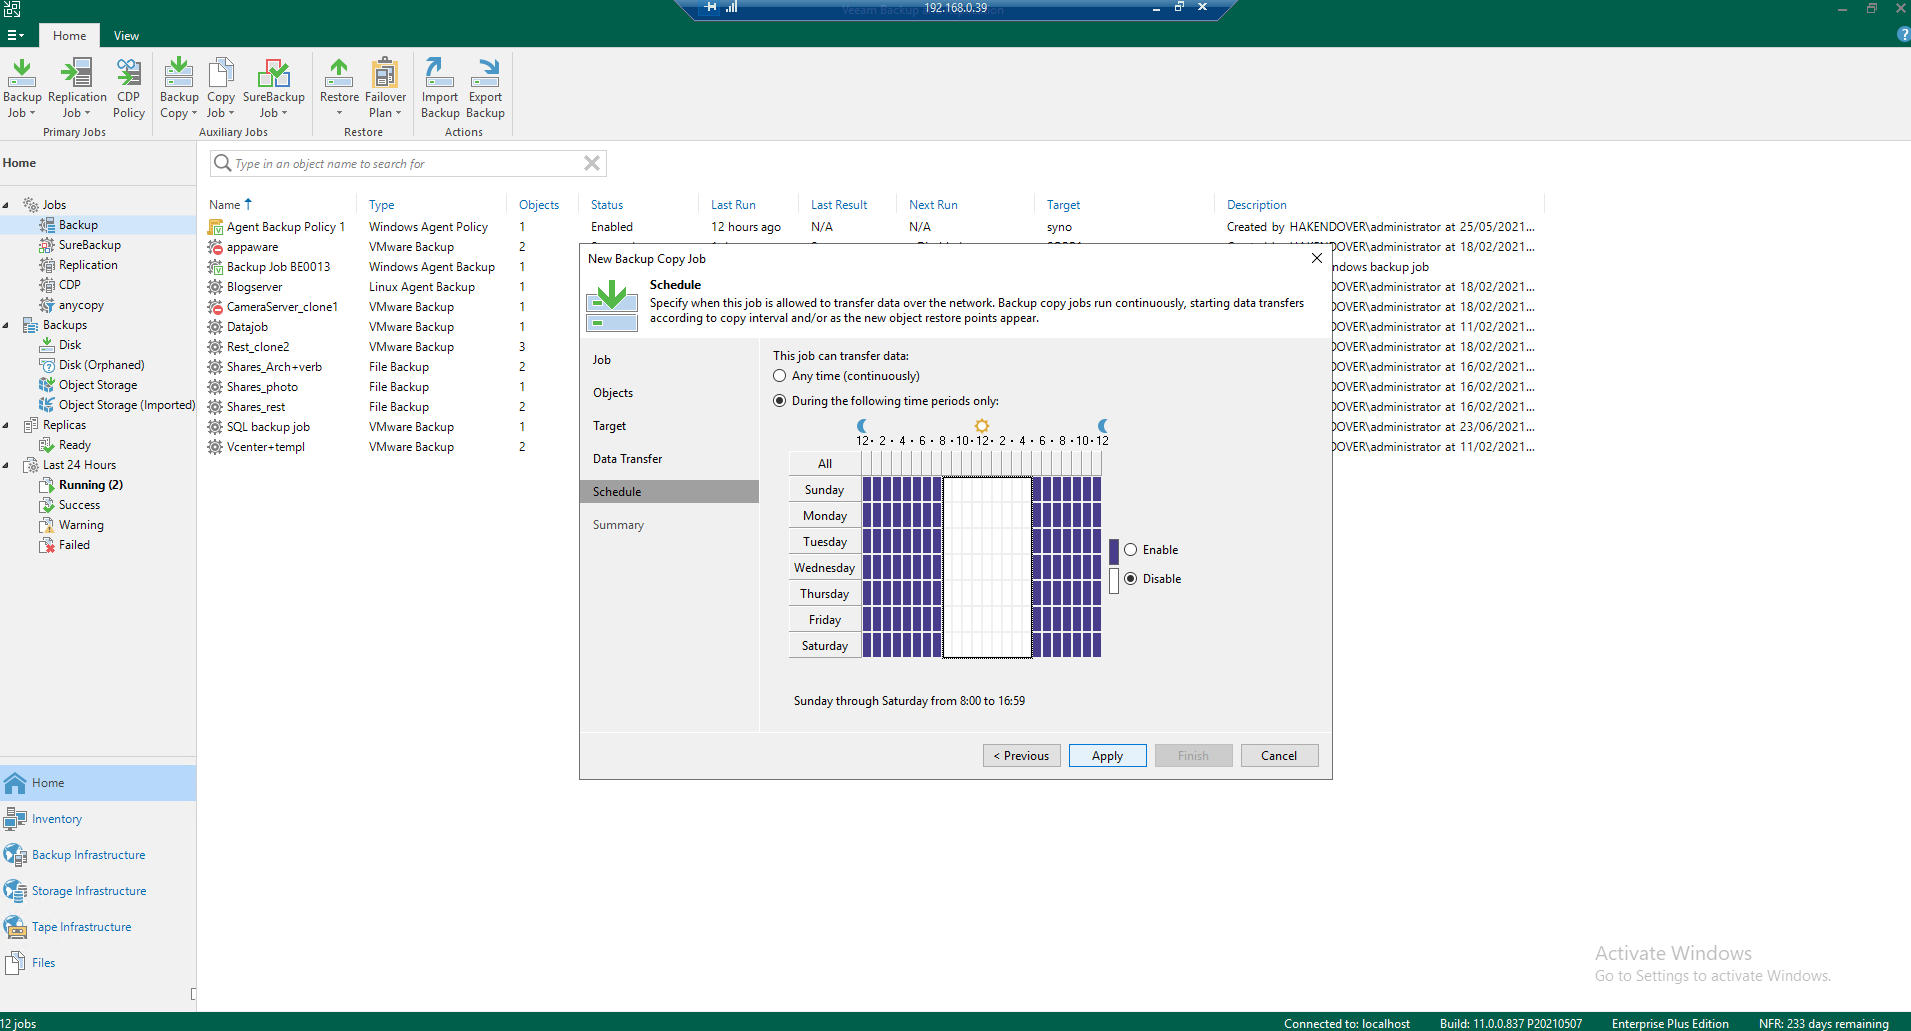 192.168.0.39
Home View
Backup Job
Replication Job
CDP Policy
Primary Jobs
Backup Copy
Copy Job
SureBackup Job
Auxiliary Jobs
Restore
Failover Plan
Restore
Import Backup
Export Backup
Actions
Home
Jobs
Backup
SureBackup
Replication
CDP
anycopy
Backups
Disk
Disk (Orphaned)
Object Storage
Object Storage (Imported)
Replicas
Ready
Last 24 Hours
Running (2)
Success
Warning
Failed
Home
Inventory
Backup Infrastructure
Storage Infrastructure
Tape Infrastructure
Files
Type in an object name to search for
Name Type Objects Status Last Run Last Result Next Run Target Description
Agent Backup Policy 1 Windows Agent Policy 1 Enabled 12 hours ago N/A N/A syno Created by HAKENDOVER\administrator at 25/05/2021...
appaware VMware Backup 2 OVER\administrator at 18/02/2021...
Backup Job BE0013 Windows Agent Backup 1 ndows backup job
Blogserver Linux Agent Backup 1 OVER\administrator at 18/02/2021...
CameraServer_clone1 VMware Backup 1 OVER\administrator at 18/02/2021...
Datajob VMware Backup 1 OVER\administrator at 11/02/2021...
Rest_clone2 VMware Backup 3 OVER\administrator at 18/02/2021...
Shares_Arch+verb File Backup 2 OVER\administrator at 16/02/2021...
Shares_photo File Backup 1 OVER\administrator at 16/02/2021...
Shares_rest File Backup 2 OVER\administrator at 16/02/2021...
SQL backup job VMware Backup 1 OVER\administrator at 23/06/2021...
Vcenter+templ VMware Backup 2 OVER\administrator at 11/02/2021...
New Backup Copy Job
Schedule
Specify when this job is allowed to transfer data over the network. Backup copy jobs run continuously, starting data transfers
according to copy interval and/or as the new object restore points appear.
Job
Objects
Target
Data Transfer
Schedule
Summary
This job can transfer data:
Any time (continuously)
During the following time periods only:
12 · 2 · 4 · 6 · 8 · 10 · 12 · 2 · 4 · 6 · 8 · 10 · 12
All
Sunday
Monday
Tuesday
Wednesday
Thursday
Friday
Saturday
Enable
Disable
Sunday through Saturday from 8:00 to 16:59
< Previous Apply Finish Cancel
Activate Windows
Go to Settings to activate Windows.
12 jobs Connected to: localhost Build: 11.0.0.837 P20210507 Enterprise Plus Edition NFR: 233 days remaining